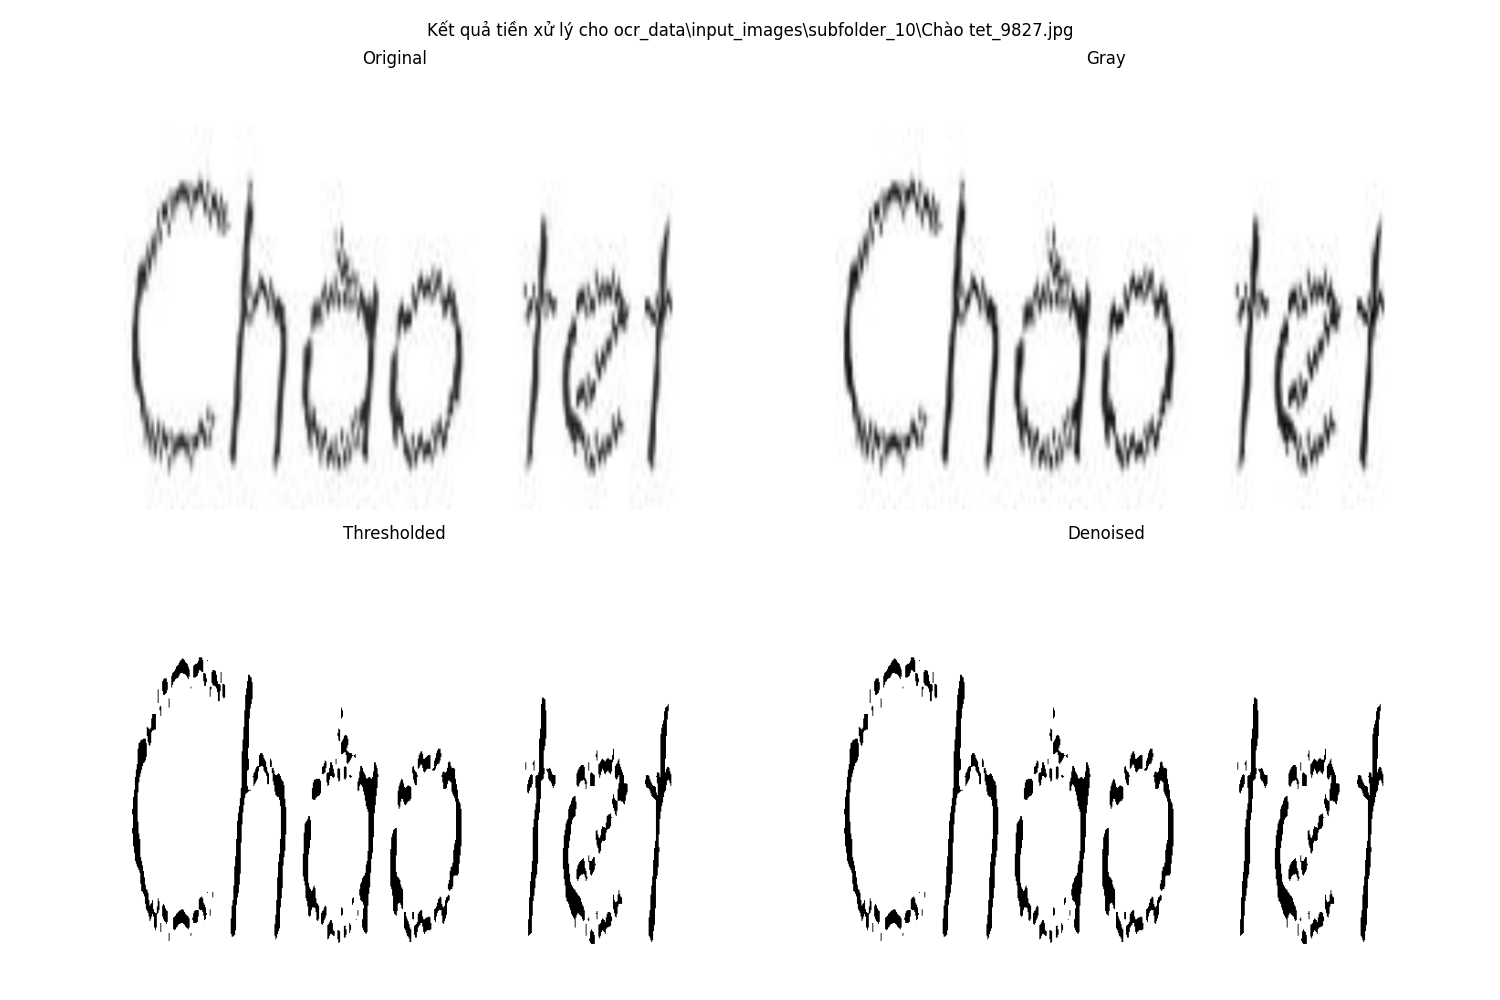 Kết quả tiền xử lý cho ocr_data\input_images\subfolder_10\Chào tet_9827.jpg
Original
Gray
Chào tet
Chào tet
Thresholded
Denoised
Chào tet
Chào tet